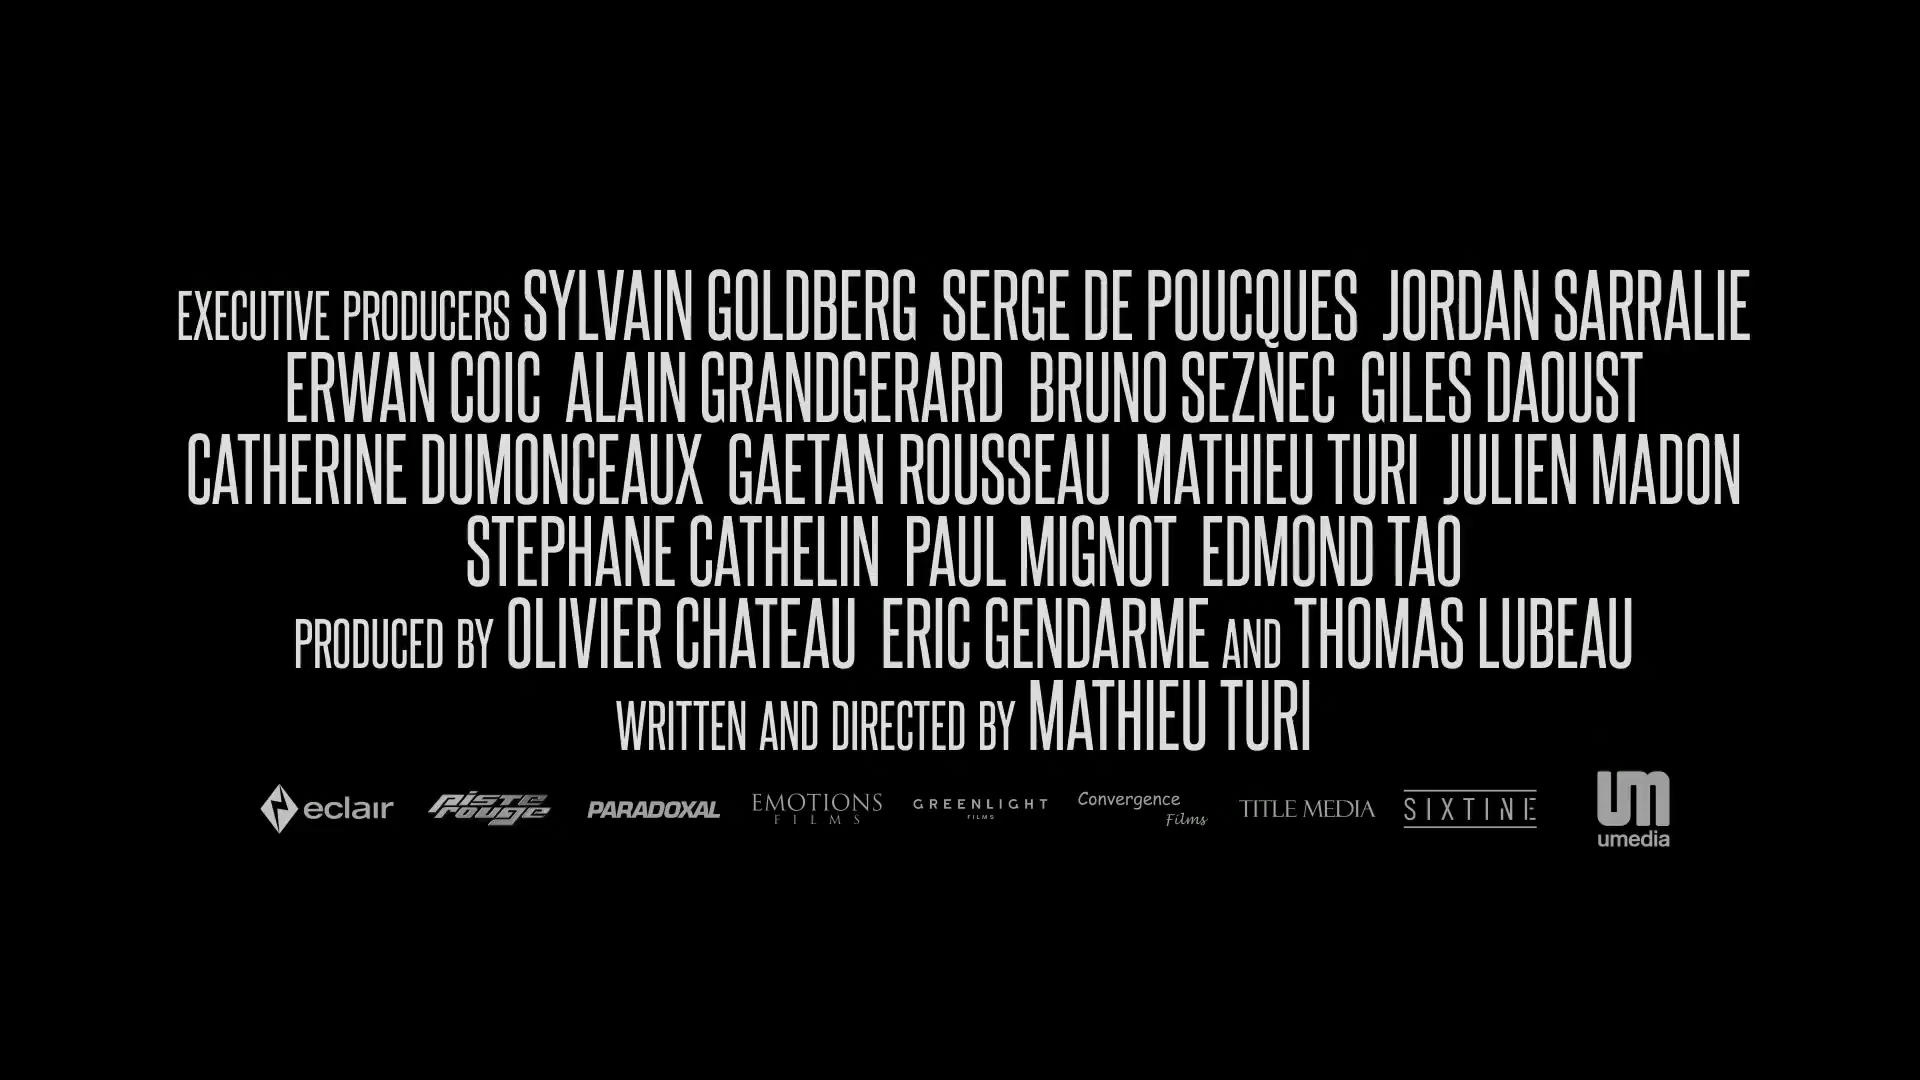 EXECUTIVE PRODUCERS SYLVAIN GOLDBERG SERGE DE POUCQUES JORDAN SARRALIE
ERWAN COIC ALAIN GRANDGERARD BRUNO SEZNEC GILES DAOUST
CATHERINE DUMONCEAUX GAETAN ROUSSEAU MATHIEU TURI JULIEN MADON
STEPHANE CATHELIN PAUL MIGNOT EDMOND TAO
PRODUCED BY OLIVIER CHATEAU ERIC GENDARME AND THOMAS LUBEAU
WRITTEN AND DIRECTED BY MATHIEU TURI
eclair
piste
rouge
PARADOXAL
EMOTIONS
FILMS
GREENLIGHT
FILMS
Convergence
Films
TITLE MEDIA
SIXTINE
um
umedia